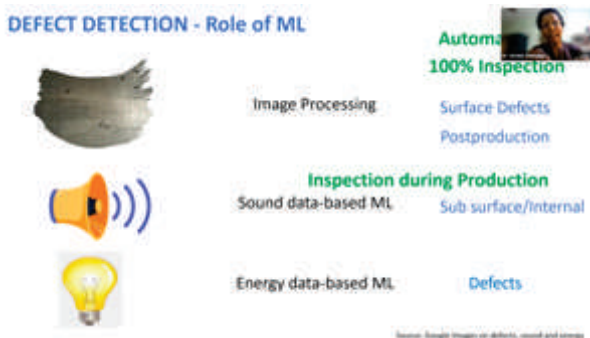 DEFECT DETECTION - Role of ML
Automa
100% Inspection
Image Processing
Surface Defects
Postproduction
Inspection during Production
Sound data-based ML
Sub surface/Internal
Energy data-based ML
Defects
Source: Google Images on defects, sound and energy